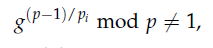 g^{(p−1)/p_i} mod p ≠ 1,